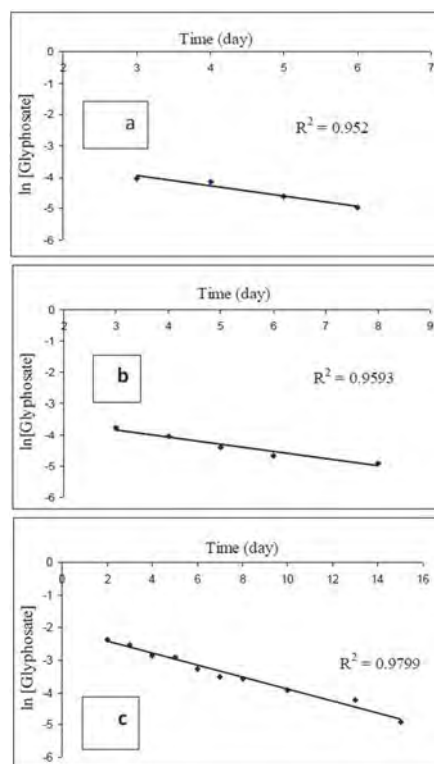 Time (day)
2 3 4 5 6 7
0
-1
-2
-3
-4
-5
-6
ln [Glyphosate]
a
R² = 0.952
Time (day)
2 3 4 5 6 7 8 9
0
-1
-2
-3
-4
-5
-6
ln[Glyphosate]
b
R² = 0.9593
Time (day)
0 2 4 6 8 10 12 14 16
0
-1
-2
-3
-4
-5
-6
ln [Glyphosate]
c
R² = 0.9799